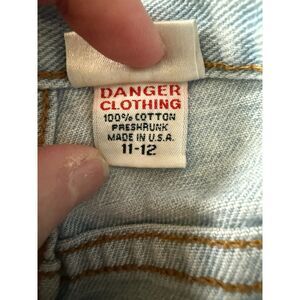 DANGER
CLOTHING
100% COTTON
PRESHRUNK
MADE IN U.S.A.
11-12